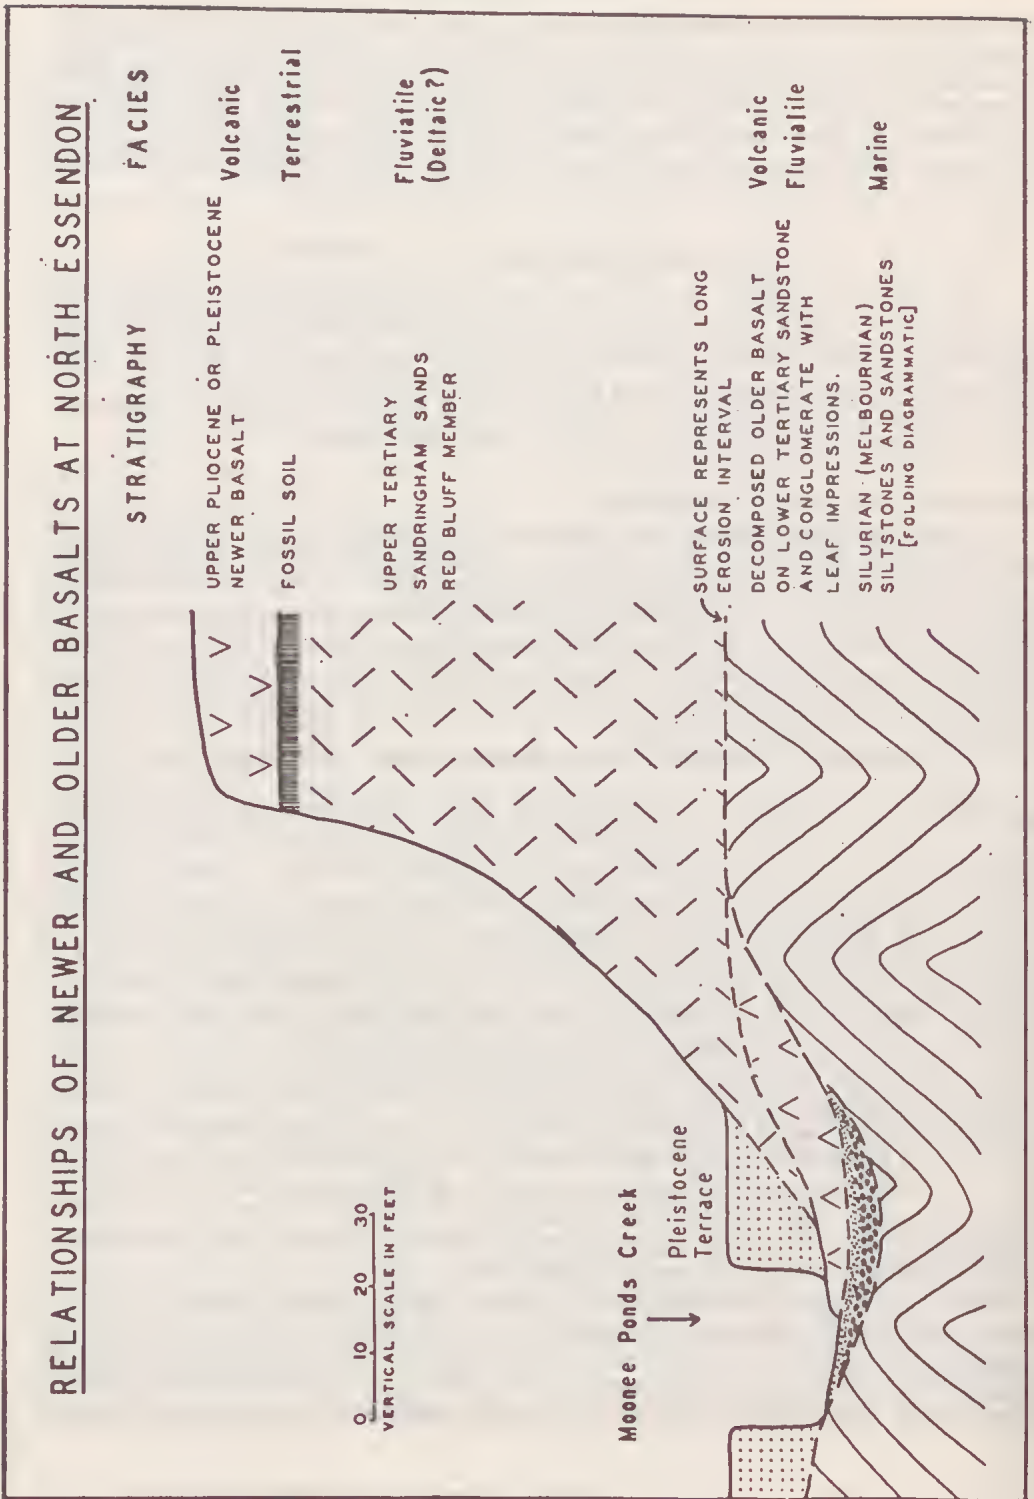 RELATIONSHIPS OF NEWER AND OLDER BASALTS AT NORTH ESSENDON
STRATIGRAPHY
FACIES
UPPER PLIOCENE OR PLEISTOCENE
NEWER BASALT
Volcanic
FOSSIL SOIL
Terrestrial
UPPER TERTIARY
SANDRINGHAM SANDS
RED BLUFF MEMBER
Fluviatile
(Deltaic ?)
SURFACE REPRESENTS LONG
EROSION INTERVAL
DECOMPOSED OLDER BASALT
ON LOWER TERTIARY SANDSTONE
AND CONGLOMERATE WITH
LEAF IMPRESSIONS.
Volcanic
Fluviatile
SILURIAN (MELBOURNIAN)
SILTSTONES AND SANDSTONES
[FOLDING DIAGRAMMATIC]
Marine
0 10 20 30
VERTICAL SCALE IN FEET
Moonee Ponds Creek
Pleistocene
Terrace